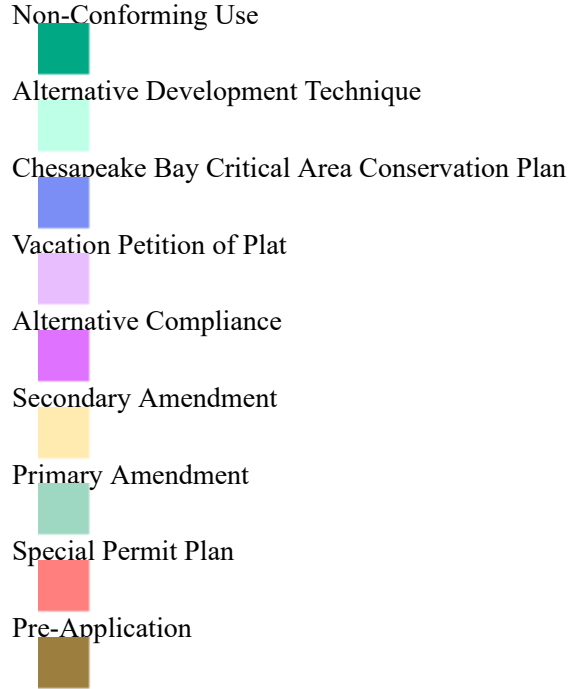 Non-Conforming Use
Alternative Development Technique
Chesapeake Bay Critical Area Conservation Plan
Vacation Petition of Plat
Alternative Compliance
Secondary Amendment
Primary Amendment
Special Permit Plan
Pre-Application